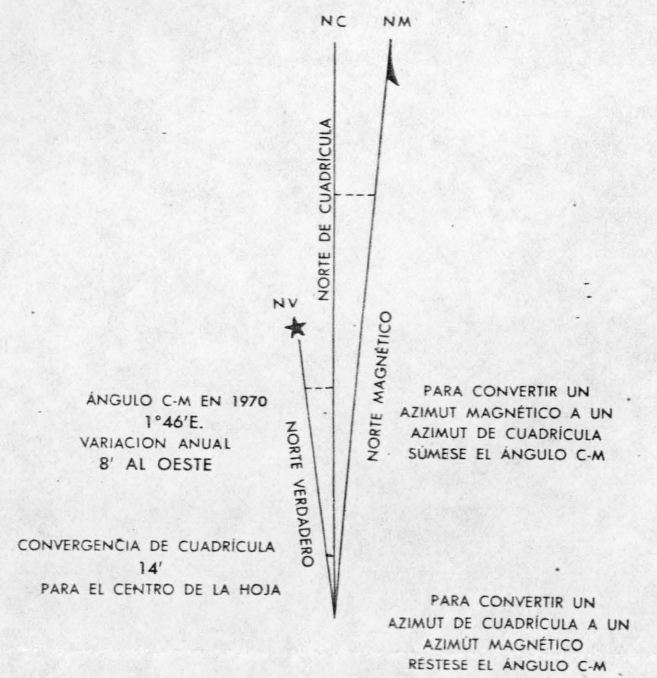 NC NM
NORTE DE CUADRÍCULA
NORTE MAGNÉTICO
NV
NORTE VERDADERO
ÁNGULO C-M EN 1970
1°46'E.
VARIACION ANUAL
8' AL OESTE
CONVERGENCIA DE CUADRÍCULA
14'
PARA EL CENTRO DE LA HOJA
PARA CONVERTIR UN
AZIMUT MAGNÉTICO A UN
AZIMUT DE CUADRÍCULA
SÚMESE EL ÁNGULO C-M
PARA CONVERTIR UN
AZIMUT DE CUADRÍCULA A UN
AZIMÚT MAGNÉTICO
RÉSTESE EL ÁNGULO C-M